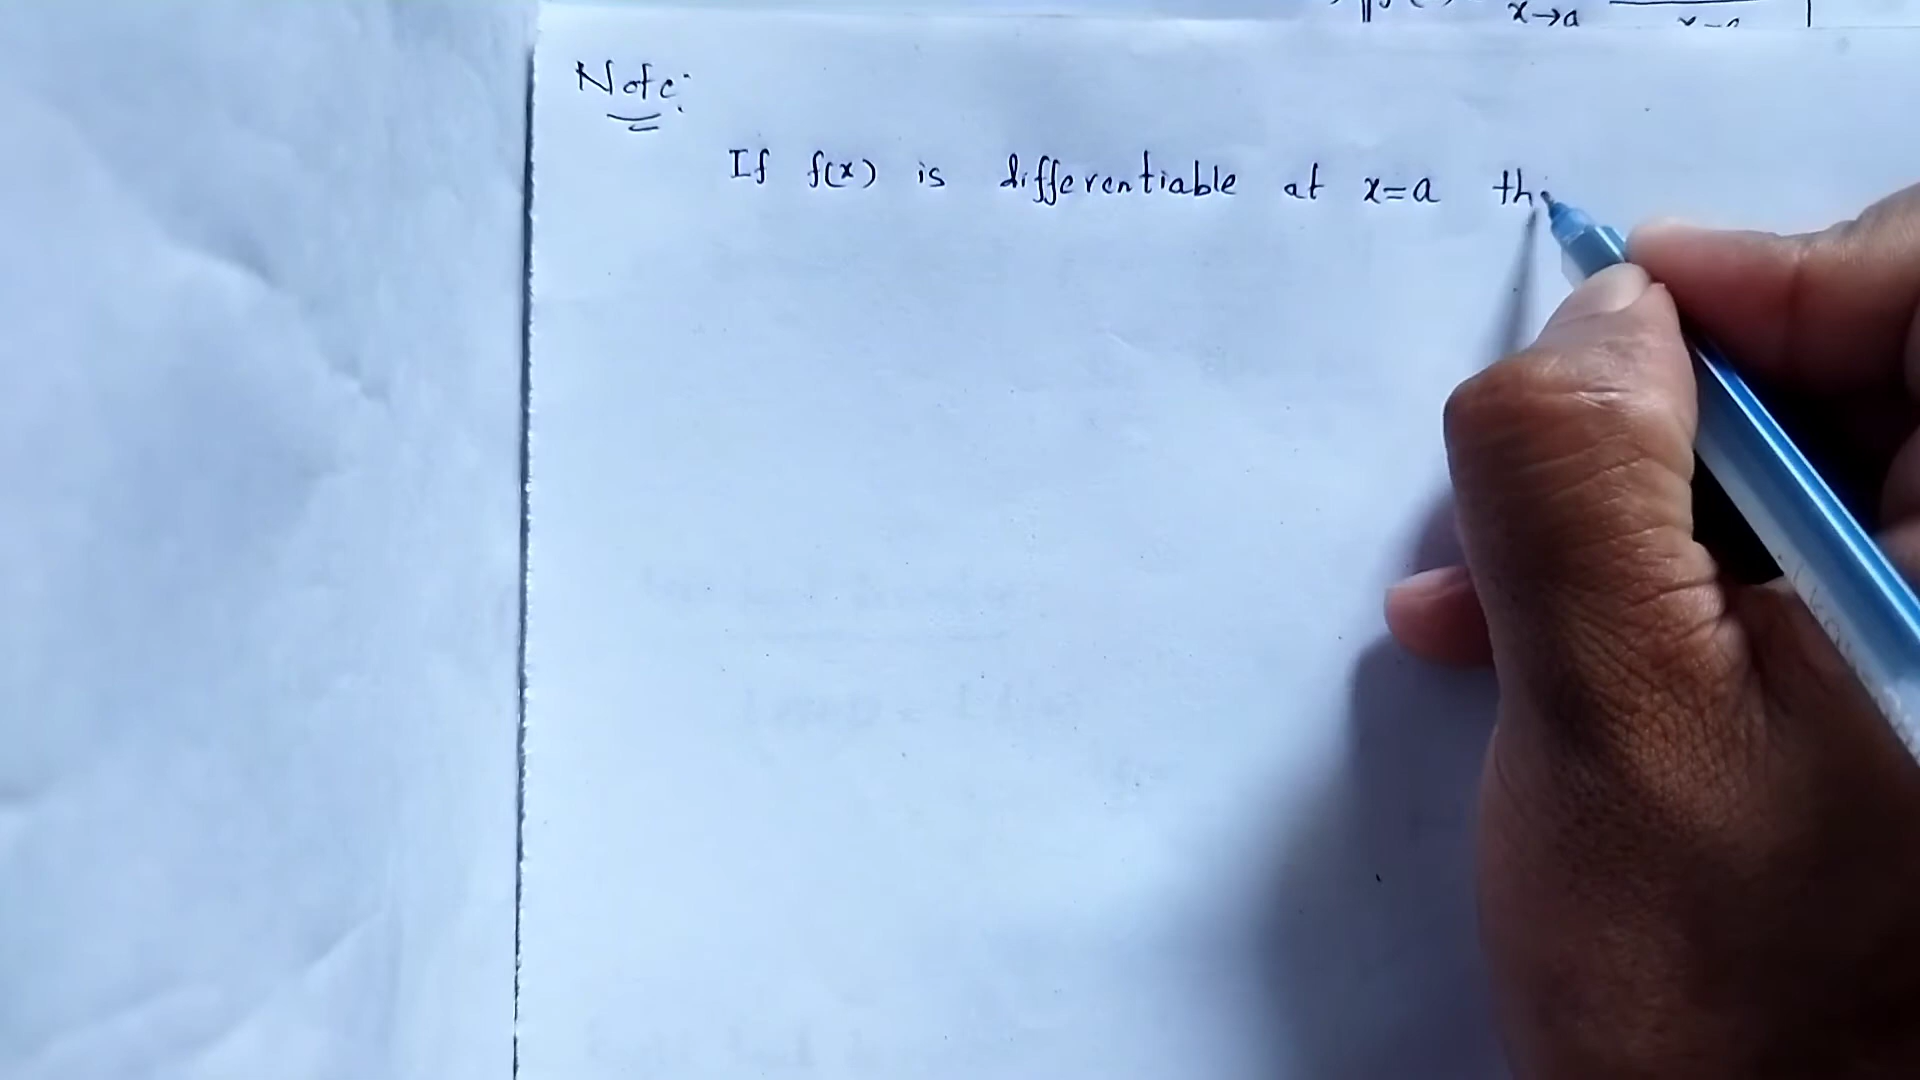 x→a
Note:
If f(x) is differentiable at x=a th